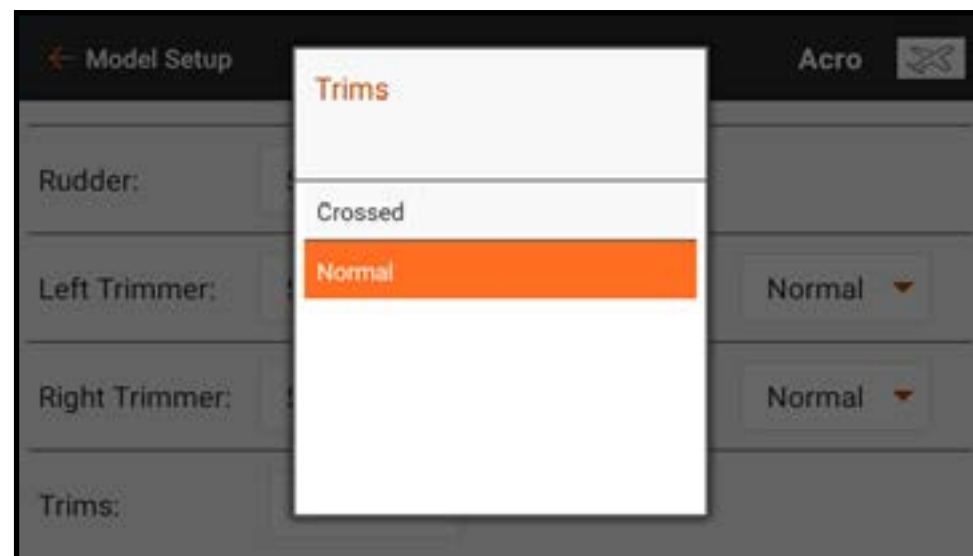 ← Model Setup
Acro
Trims
Rudder:
Crossed
Normal
Left Trimmer:
Normal
Right Trimmer:
Normal
Trims: